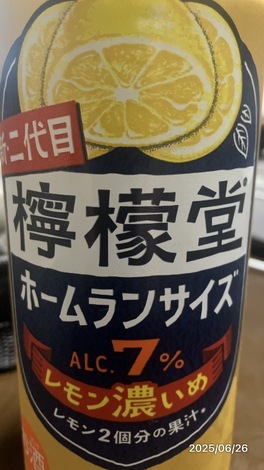 二代目
檸檬堂
ホームランサイズ
ALC.7%
レモン濃いめ
レモン2個分の果汁。
酒
2025/06/26